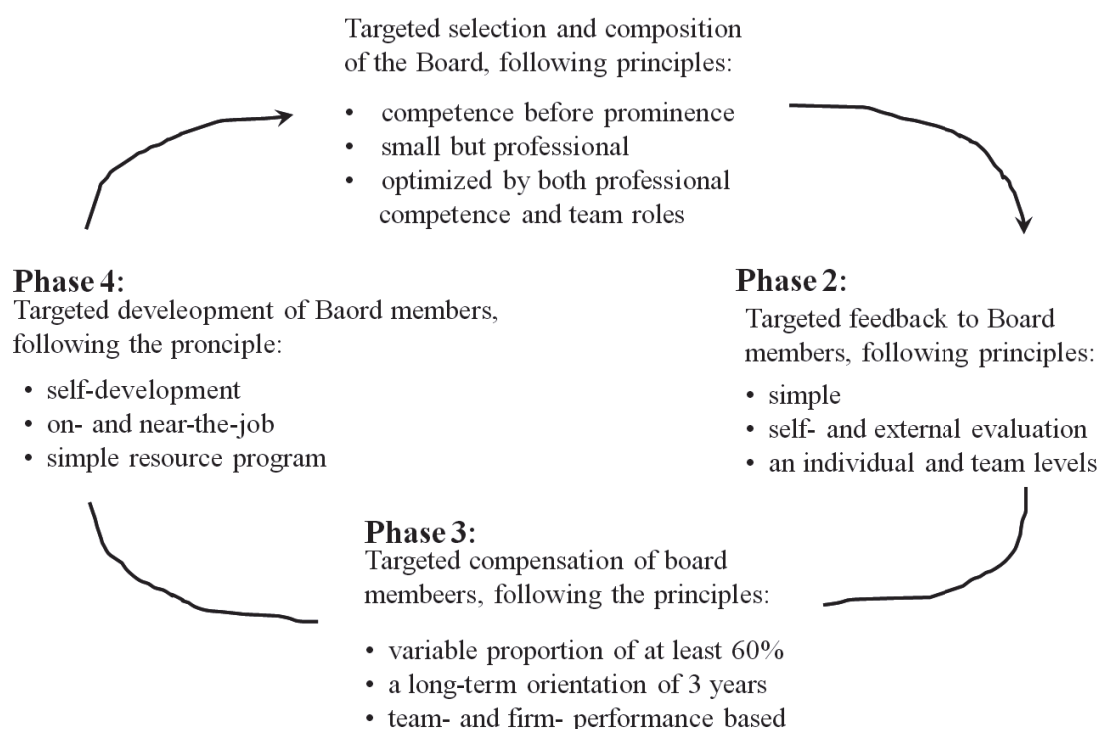 Targeted selection and composition
of the Board, following principles:
• competence before prominence
• small but professional
• optimized by both professional
competence and team roles
Phase 2:
Targeted feedback to Board
members, following principles:
• simple
• self- and external evaluation
• an individual and team levels
Phase 3:
Targeted compensation of board
membeers, following the principles:
• variable proportion of at least 60%
• a long-term orientation of 3 years
• team- and firm- performance based
Phase 4:
Targeted develeopment of Baord members,
following the pronciple:
• self-development
• on- and near-the-job
• simple resource program